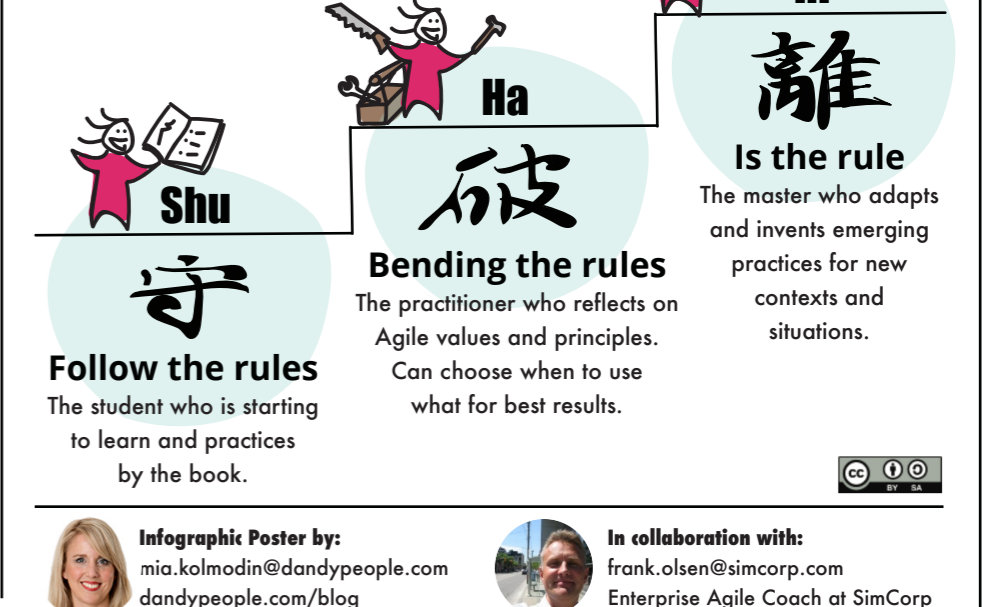 Ha
離
Is the rule
The master who adapts
and invents emerging
practices for new
contexts and
situations.
破
Bending the rules
The practitioner who reflects on
Agile values and principles.
Can choose when to use
what for best results.
Shu
守
Follow the rules
The student who is starting
to learn and practices
by the book.
cc
BY SA
Infographic Poster by:
mia.kolmodin@dandypeople.com
dandypeople.com/blog
In collaboration with:
frank.olsen@simcorp.com
Enterprise Agile Coach at SimCorp